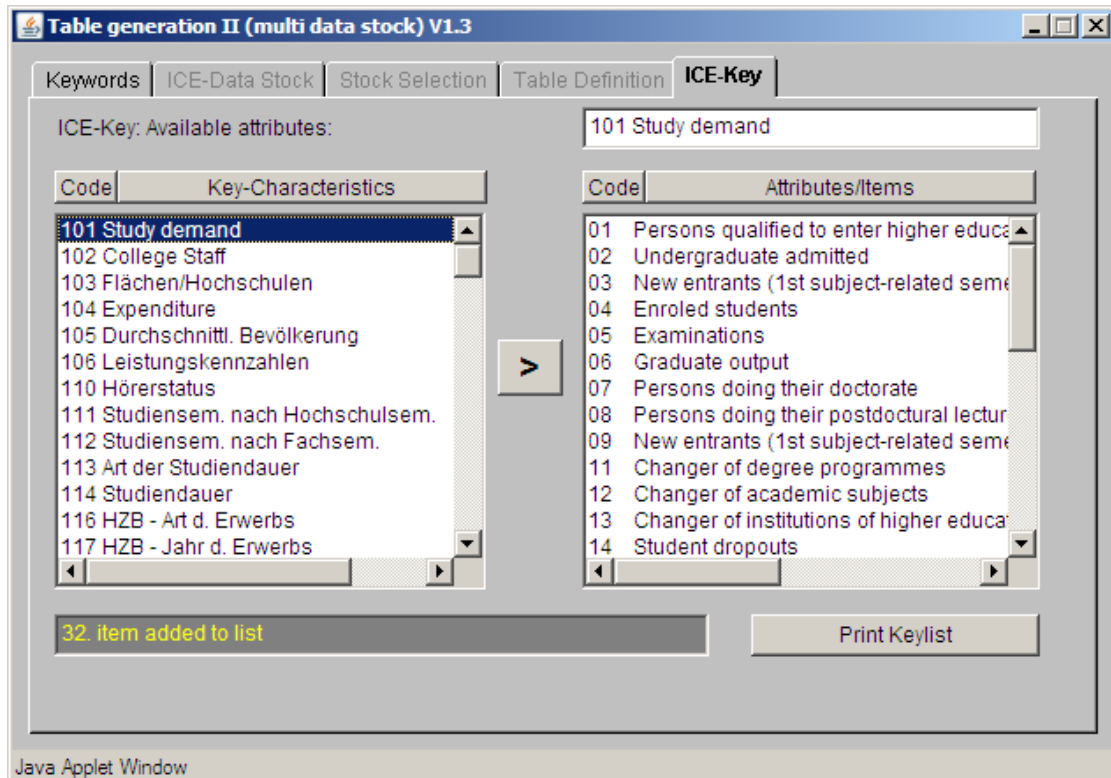 Table generation II (multi data stock) V1.3
Keywords ICE-Data Stock Stock Selection Table Definition ICE-Key
ICE-Key: Available attributes:
101 Study demand
Code Key-Characteristics
101 Study demand
102 College Staff
103 Flächen/Hochschulen
104 Expenditure
105 Durchschnittl. Bevölkerung
106 Leistungskennzahlen
110 Hörerstatus
111 Studiensem. nach Hochschulsem.
112 Studiensem. nach Fachsem.
113 Art der Studiendauer
114 Studiendauer
116 HZB - Art d. Erwerbs
117 HZB - Jahr d. Erwerbs
>
Code Attributes/Items
01 Persons qualified to enter higher educa
02 Undergraduate admitted
03 New entrants (1st subject-related seme
04 Enroled students
05 Examinations
06 Graduate output
07 Persons doing their doctorate
08 Persons doing their postdoctural lectur
09 New entrants (1st subject-related seme
11 Changer of degree programmes
12 Changer of academic subjects
13 Changer of institutions of higher educat
14 Student dropouts
32. item added to list
Print Keylist
Java Applet Window